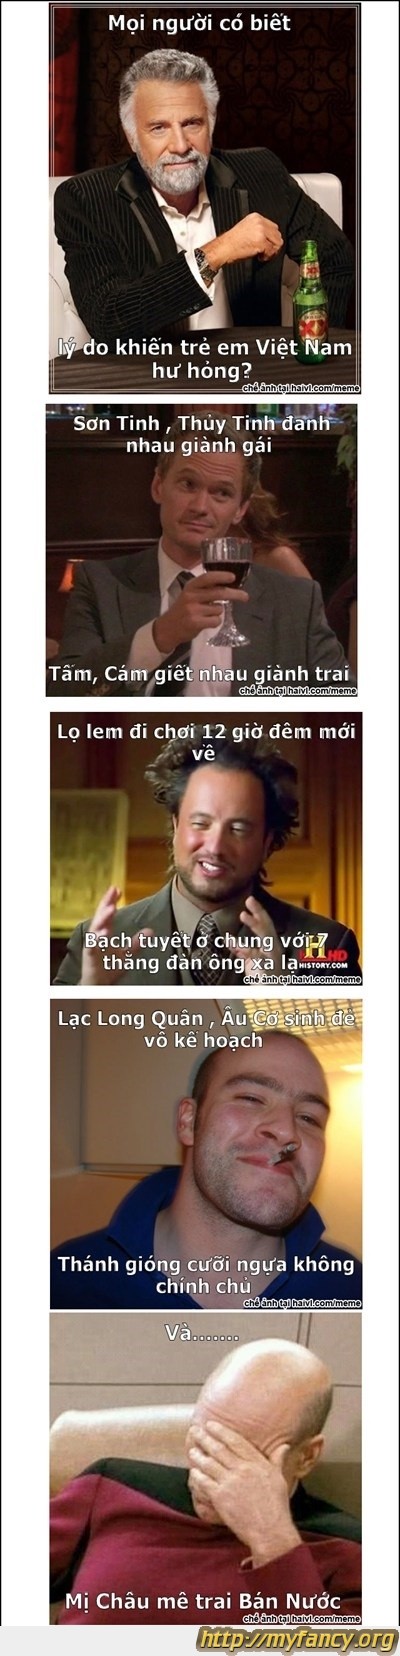 Mọi người có biết
lý do khiến trẻ em Việt Nam
hư hỏng?
chế ảnh tại haivl.com/meme
Sơn Tinh , Thủy Tinh đanh
nhau giành gái
Tấm, Cám giết nhau giành trai
chế ảnh tại haivl.com/meme
Lọ lem đi chơi 12 giờ đêm mới
về
Bạch tuyết ở chung với 7
thằng đàn ông xa lạ
H HD
HISTORY.COM
chế ảnh tại haivl.com/meme
Lạc Long Quân , Âu Cơ sinh đẻ
vô kế hoạch
Thánh gióng cưỡi ngựa không
chính chủ
chế ảnh tại haivl.com/meme
Và.......
Mị Châu mê trai Bán Nước
chế ảnh tại haivl.com/meme
http://myfancy.org